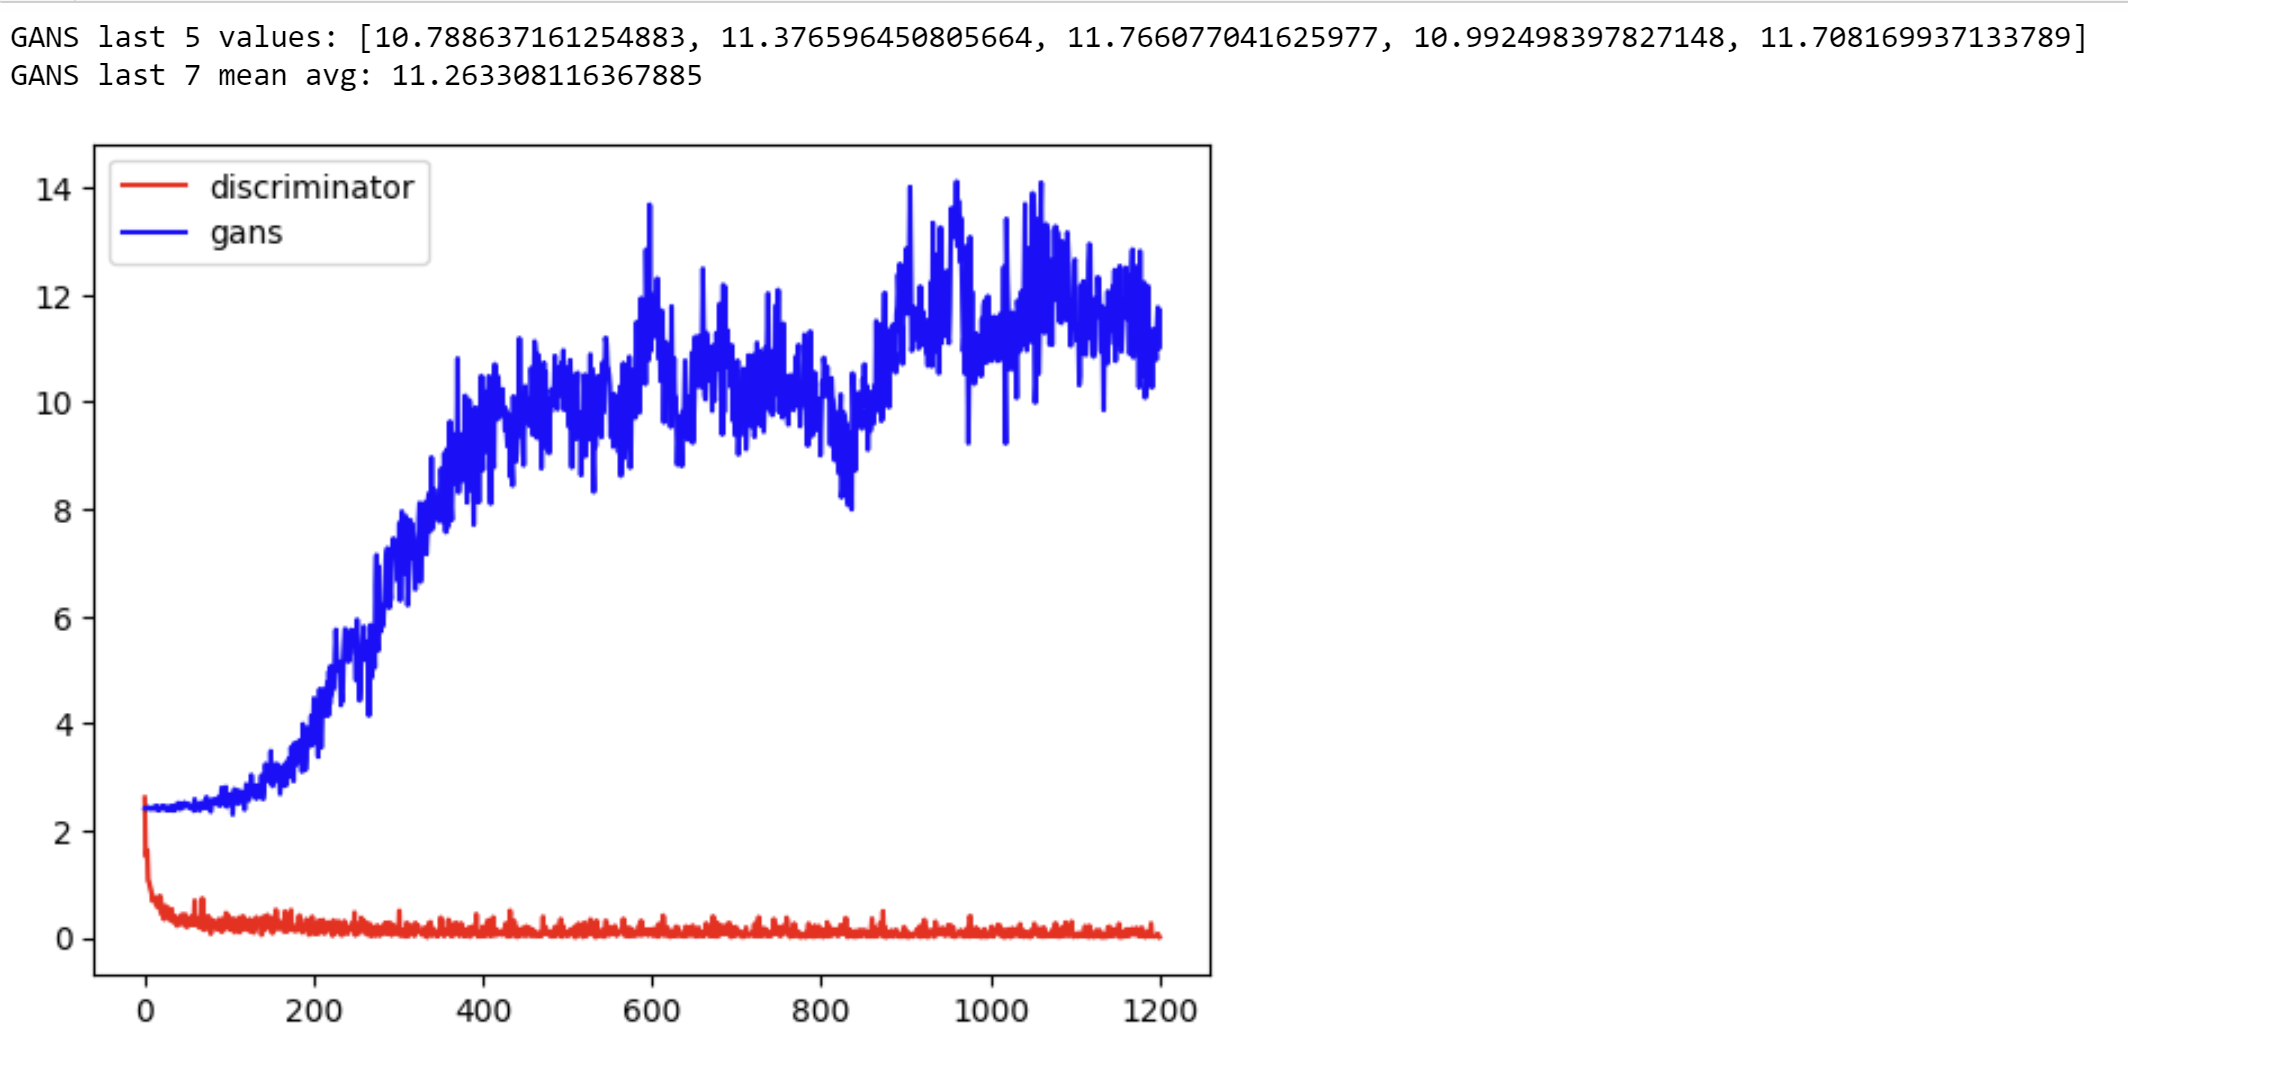 GANS last 5 values: [10.788637161254883, 11.376596450805664, 11.766077041625977, 10.992498397827148, 11.708169937133789]
GANS last 7 mean avg: 11.263308116367885
discriminator
gans
14
12
10
8
6
4
2
0
0 200 400 600 800 1000 1200